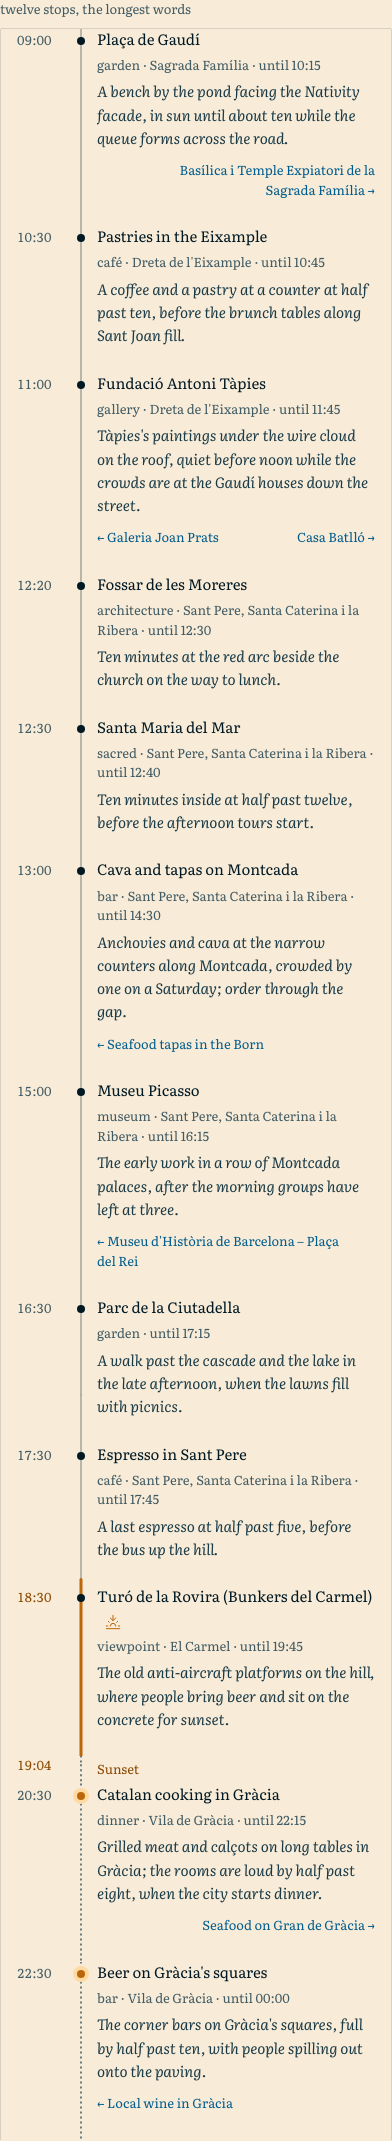 twelve stops, the longest words
09:00 Plaça de Gaudí
garden · Sagrada Família · until 10:15
A bench by the pond facing the Nativity
facade, in sun until about ten while the
queue forms across the road.
Basílica i Temple Expiatori de la
Sagrada Família →
10:30 Pastries in the Eixample
café · Dreta de l'Eixample · until 10:45
A coffee and a pastry at a counter at half
past ten, before the brunch tables along
Sant Joan fill.
11:00 Fundació Antoni Tàpies
gallery · Dreta de l'Eixample · until 11:45
Tàpies's paintings under the wire cloud
on the roof, quiet before noon while the
crowds are at the Gaudí houses down the
street.
← Galeria Joan Prats Casa Batlló →
12:20 Fossar de les Moreres
architecture · Sant Pere, Santa Caterina i la
Ribera · until 12:30
Ten minutes at the red arc beside the
church on the way to lunch.
12:30 Santa Maria del Mar
sacred · Sant Pere, Santa Caterina i la Ribera ·
until 12:40
Ten minutes inside at half past twelve,
before the afternoon tours start.
13:00 Cava and tapas on Montcada
bar · Sant Pere, Santa Caterina i la Ribera ·
until 14:30
Anchovies and cava at the narrow
counters along Montcada, crowded by
one on a Saturday; order through the
gap.
← Seafood tapas in the Born
15:00 Museu Picasso
museum · Sant Pere, Santa Caterina i la
Ribera · until 16:15
The early work in a row of Montcada
palaces, after the morning groups have
left at three.
← Museu d'Història de Barcelona – Plaça
del Rei
16:30 Parc de la Ciutadella
garden · until 17:15
A walk past the cascade and the lake in
the late afternoon, when the lawns fill
with picnics.
17:30 Espresso in Sant Pere
café · Sant Pere, Santa Caterina i la Ribera ·
until 17:45
A last espresso at half past five, before
the bus up the hill.
18:30 Turó de la Rovira (Bunkers del Carmel)
viewpoint · El Carmel · until 19:45
The old anti-aircraft platforms on the hill,
where people bring beer and sit on the
concrete for sunset.
19:04 Sunset
20:30 Catalan cooking in Gràcia
dinner · Vila de Gràcia · until 22:15
Grilled meat and calçots on long tables in
Gràcia; the rooms are loud by half past
eight, when the city starts dinner.
Seafood on Gran de Gràcia →
22:30 Beer on Gràcia's squares
bar · Vila de Gràcia · until 00:00
The corner bars on Gràcia's squares, full
by half past ten, with people spilling out
onto the paving.
← Local wine in Gràcia